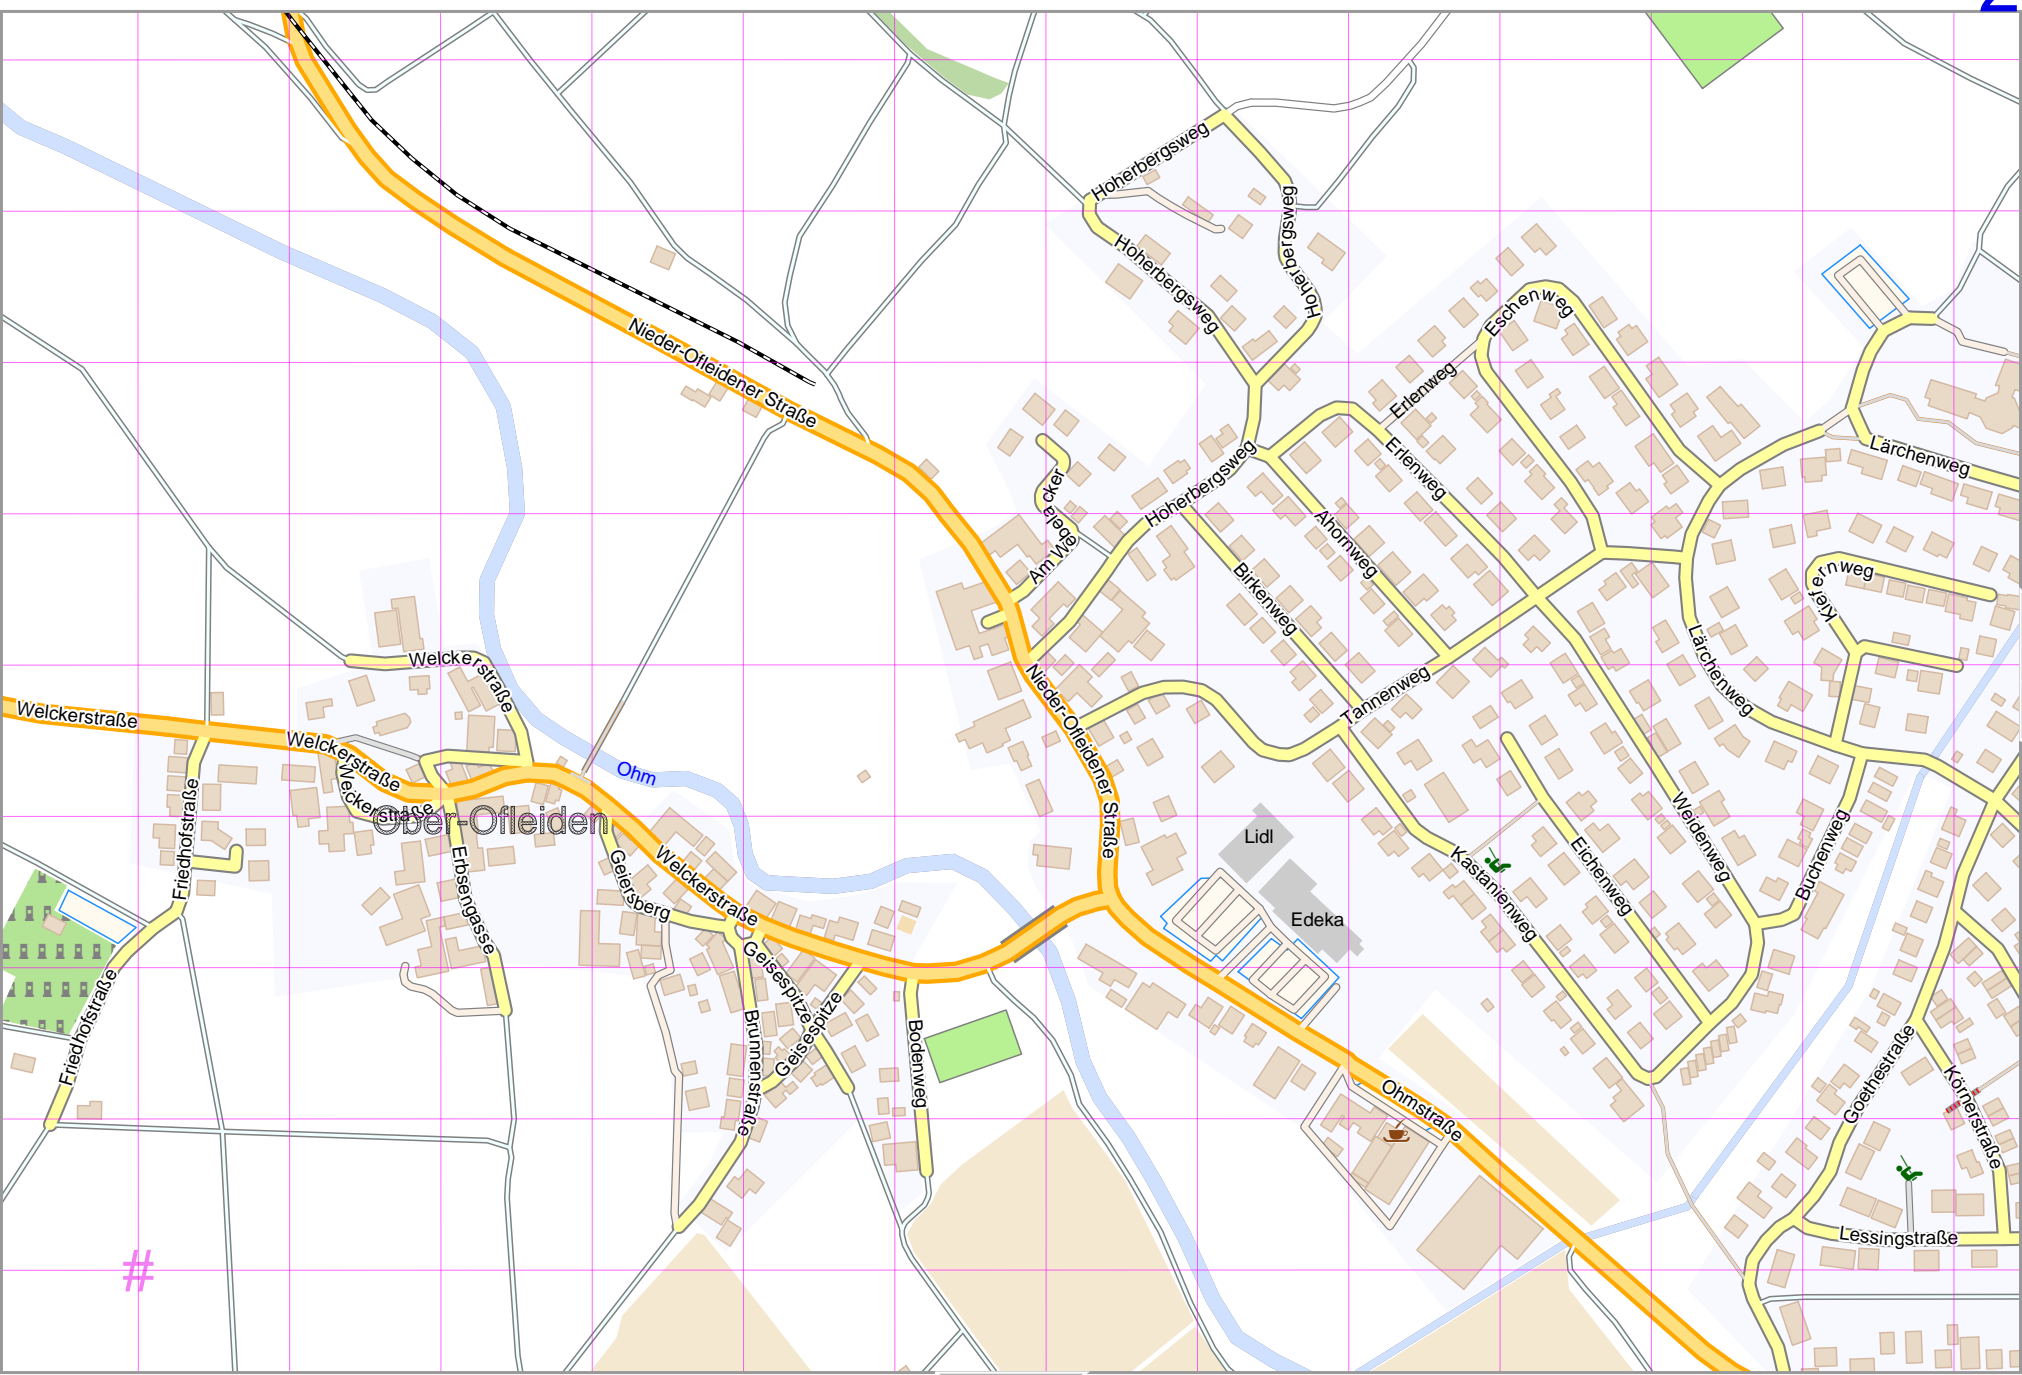 Hoherbergsweg
Hoherbergsweg
Hoherbergsweg
Eschenweg
Nieder-Ofleidener Straße
Erlenweg
Erlenweg
Lärchenweg
Hoherbergsweg
Am Webelacker
Ahornweg
Birkenweg
Kiefernweg
Welckerstraße
Welckerstraße
Welckerstraße
Nieder-Ofleidener Straße
Tannenweg
Lärchenweg
Ohm
Welckerstraße
Ober-Ofleiden
Friedhofstraße
Erbsengasse
Geiersberg
Welckerstraße
Lidl
Edeka
Kastanienweg
Eichenweg
Weidenweg
Buchenweg
Geisespitze
Geisespitze
Brunnenstraße
Bodenweg
Friedhofstraße
Ohmstraße
Goethestraße
Körnerstraße
Lessingstraße
#